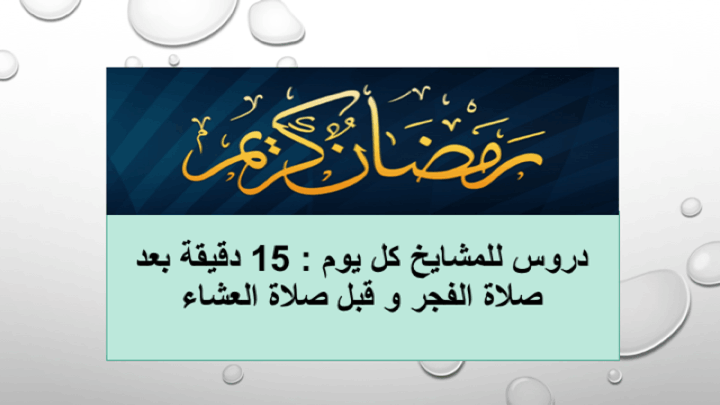 رمضان كريم
دروس للمشايخ كل يوم : 15 دقيقة بعد
صلاة الفجر و قبل صلاة العشاء